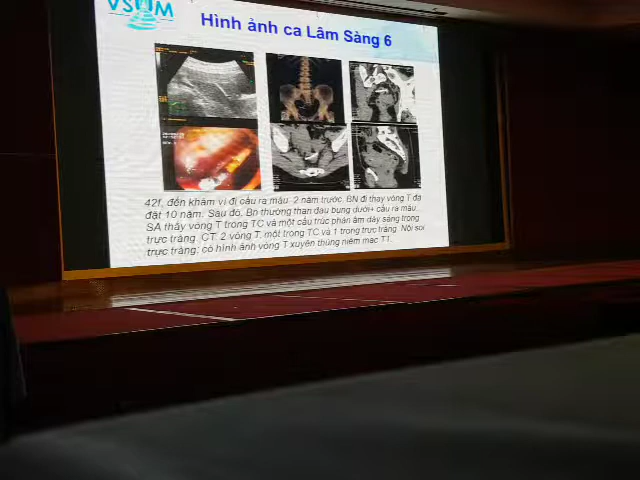 VSUM
Hình ảnh ca Lâm Sàng 6
42f, đến khám vì đi cầu ra máu. 2 năm trước. BN đi thay vòng T đã
đặt 10 năm. Sau đó, Bn thường than đau bụng dưới+ cầu ra máu.
SA thấy vòng T trong TC và một cấu trúc phản âm dày sáng trong
trực tràng. CT: 2 vòng T, một trong TC và 1 trong trực tràng. Nội soi
trực tràng: có hình ảnh vòng T xuyên thủng niêm mạc TT.